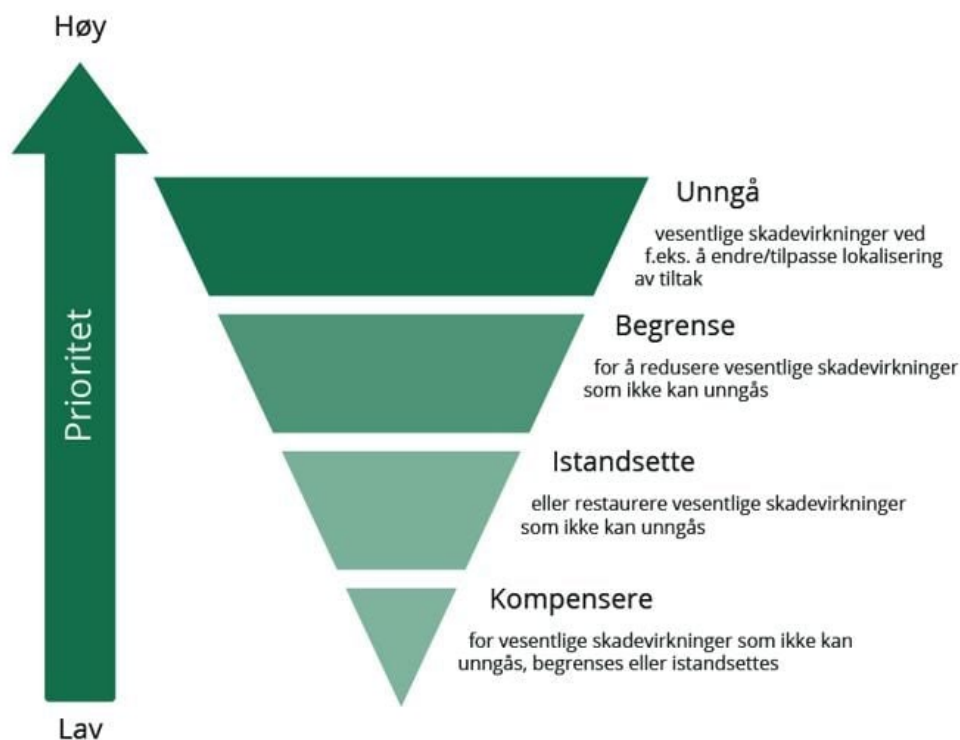 Høy
Prioritet
Unngå
vesentlige skadevirkninger ved
f.eks. å endre/tilpasse lokalisering
av tiltak
Begrense
for å redusere vesentlige skadevirkninger
som ikke kan unngås
Istandsette
eller restaurere vesentlige skadevirkninger
som ikke kan unngås
Kompensere
for vesentlige skadevirkninger som ikke kan
unngås, begrenses eller istandsettes
Lav